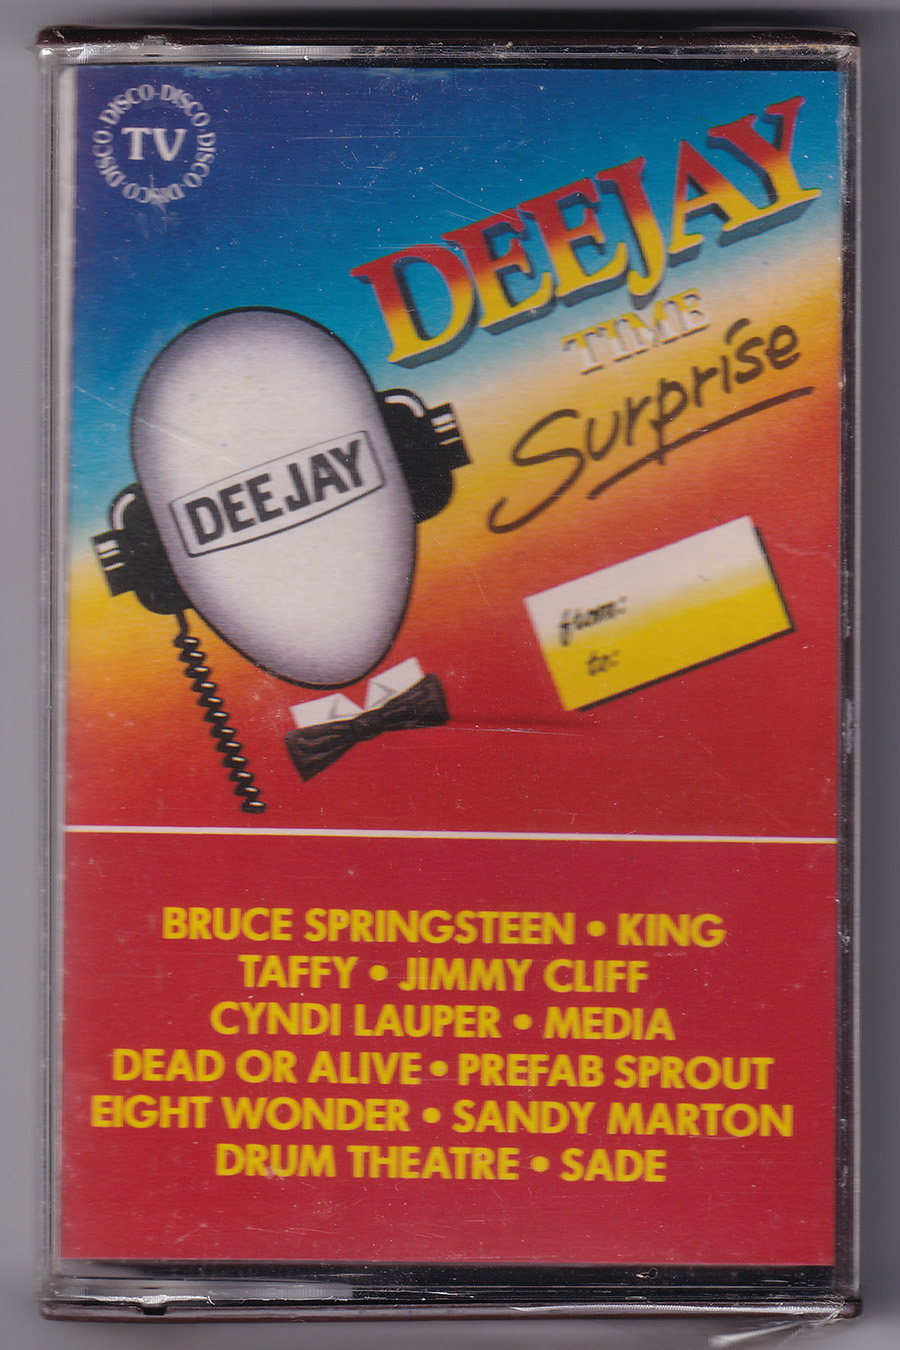 DISCO·DISCO·DISCO·DISCO·DISCO·
TV
DEEJAY
TIME
Surprise
DEEJAY
from:
to:
BRUCE SPRINGSTEEN • KING
TAFFY • JIMMY CLIFF
CYNDI LAUPER • MEDIA
DEAD OR ALIVE • PREFAB SPROUT
EIGHT WONDER • SANDY MARTON
DRUM THEATRE • SADE